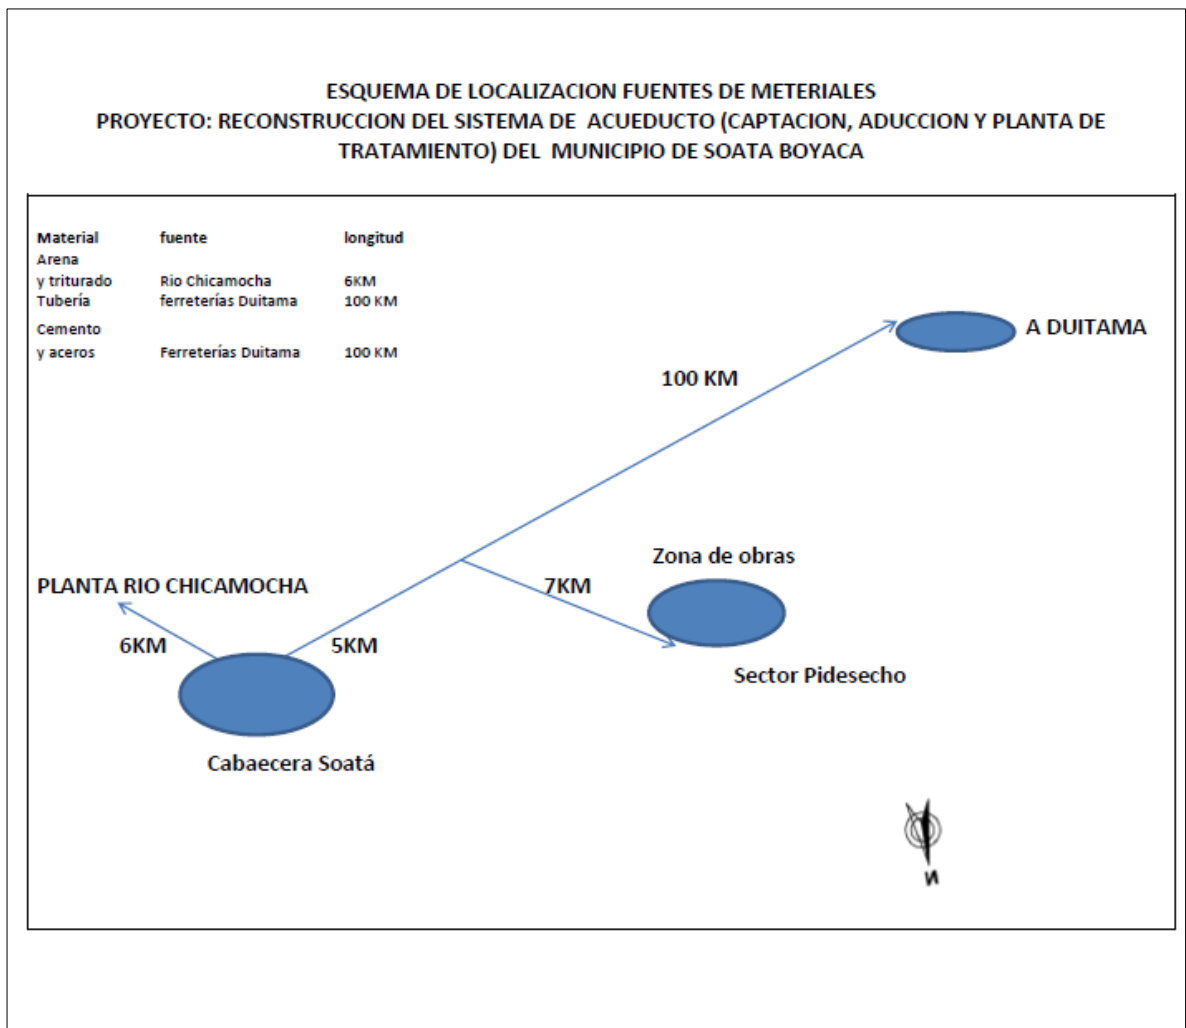 ESQUEMA DE LOCALIZACION FUENTES DE METERIALES
PROYECTO: RECONSTRUCCION DEL SISTEMA DE ACUEDUCTO (CAPTACION, ADUCCION Y PLANTA DE
TRATAMIENTO) DEL MUNICIPIO DE SOATA BOYACA
Material fuente longitud
Arena
y triturado Rio Chicamocha 6KM
Tubería ferreterías Duitama 100 KM
Cemento
y aceros Ferreterías Duitama 100 KM
A DUITAMA
100 KM
Zona de obras
PLANTA RIO CHICAMOCHA
7KM
6KM
5KM
Sector Pidesecho
Cabaecera Soatá
N